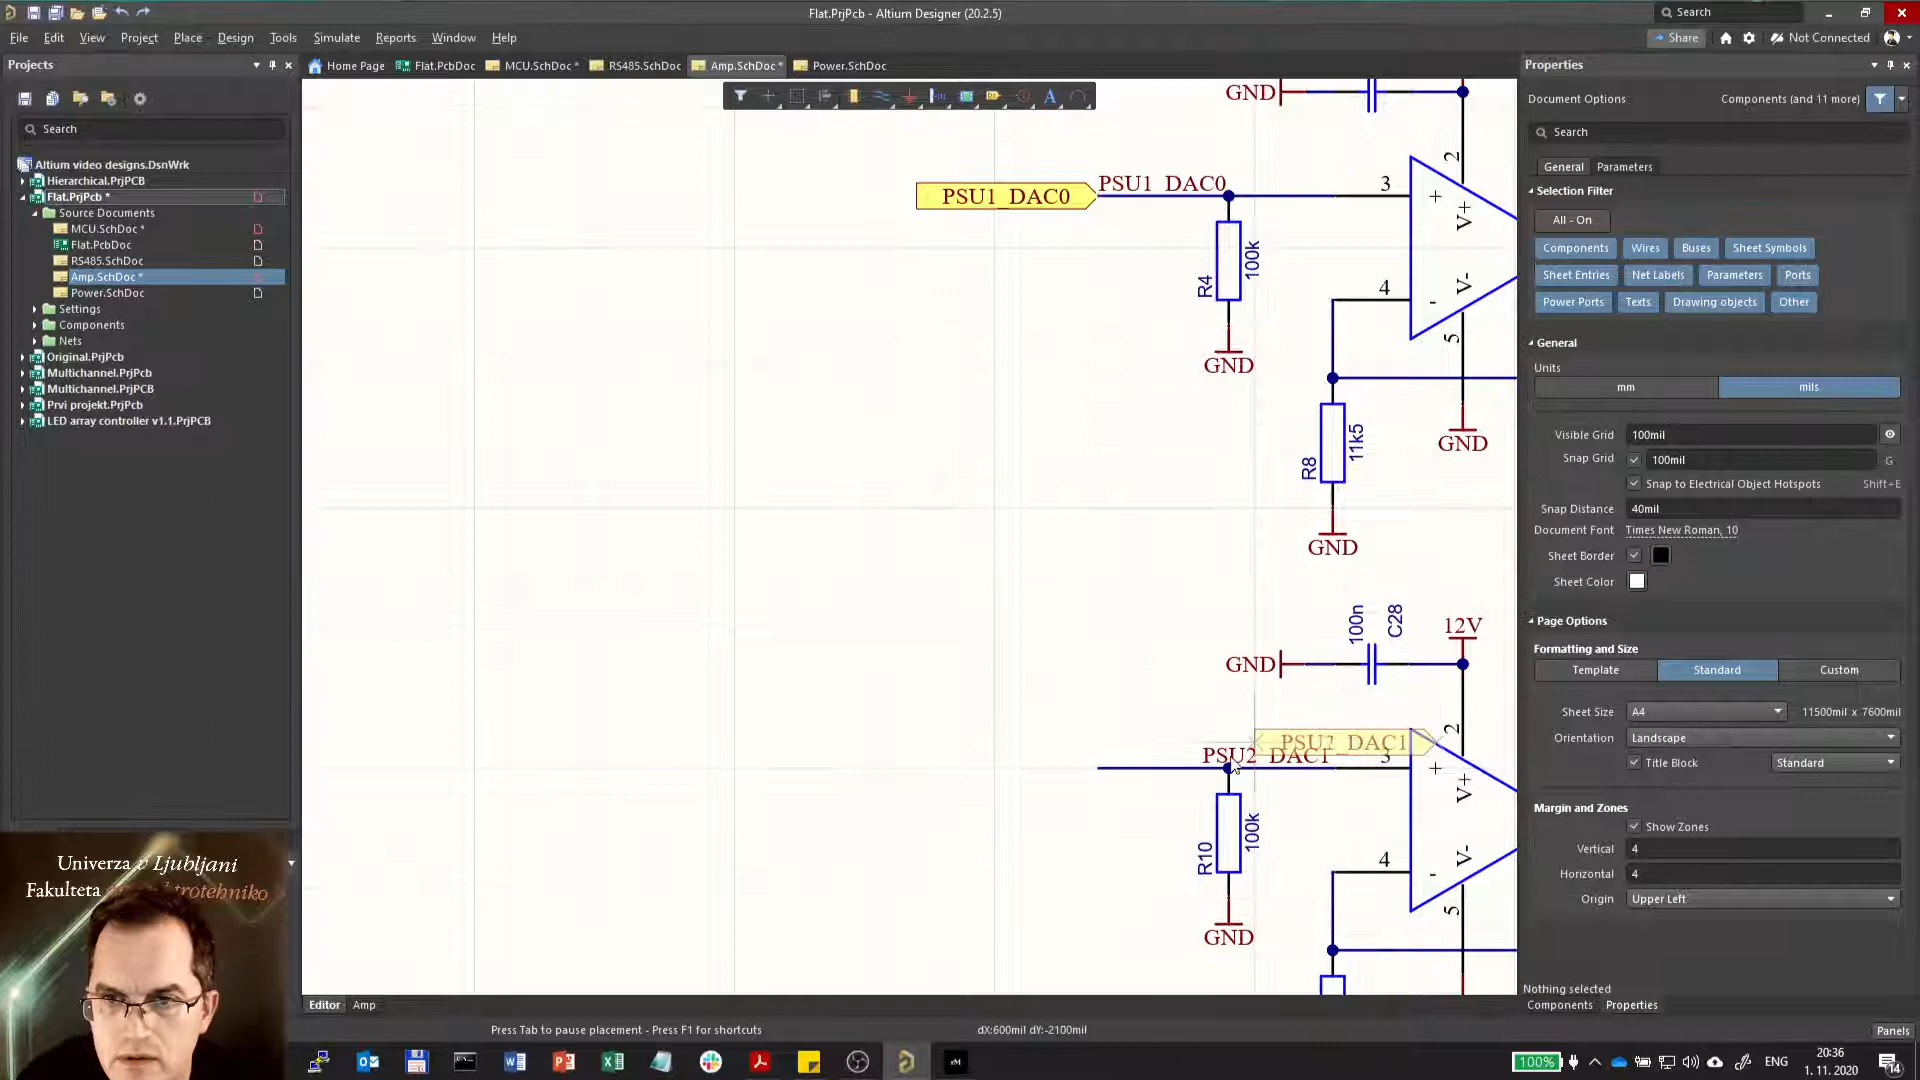 Flat.PrjPcb - Altium Designer (20.2.5)
Search
File Edit View Project Place Design Tools Simulate Reports Window Help
Share
Not Connected
Projects
Home Page
Flat.PcbDoc
MCU.SchDoc *
RS485.SchDoc
Amp.SchDoc *
Power.SchDoc
Properties
Document Options
Components (and 11 more)
Search
Search
General
Parameters
Altium video designs.DsnWrk
Hierarchical.PrjPCB
Flat.PrjPcb *
Source Documents
MCU.SchDoc *
Flat.PcbDoc
RS485.SchDoc
Amp.SchDoc *
Power.SchDoc
Settings
Components
Nets
Original.PrjPcb
Multichannel.PrjPcb
Multichannel.PrjPCB
Prvi projekt.PrjPcb
LED array controller v1.1.PrjPCB
GND
2
PSU1_DAC0
PSU1_DAC0
3
+
V+
R4
100k
4
-
V-
5
GND
R8
11k5
GND
GND
100n
C28
12V
GND
2
PSU2_DAC1
PSU2_DAC1
3
+
V+
R10
100k
4
-
V-
5
GND
Selection Filter
All - On
Components Wires Buses Sheet Symbols
Sheet Entries Net Labels Parameters Ports
Power Ports Texts Drawing objects Other
General
Units
mm
mils
Visible Grid 100mil
Snap Grid 100mil G
Snap to Electrical Object Hotspots Shift+E
Snap Distance 40mil
Document Font Times New Roman, 10
Sheet Border
Sheet Color
Page Options
Formatting and Size
Template Standard Custom
Sheet Size A4 11500mil x 7600mil
Orientation Landscape
Title Block Standard
Margin and Zones
Show Zones
Vertical 4
Horizontal 4
Origin Upper Left
Nothing selected
Components Properties
Univerza v Ljubljani
Fakulteta
Editor Amp
Press Tab to pause placement - Press F1 for shortcuts
dX:600mil dY:-2100mil
Panels
100%
ENG
20:36
1. 11. 2020
14